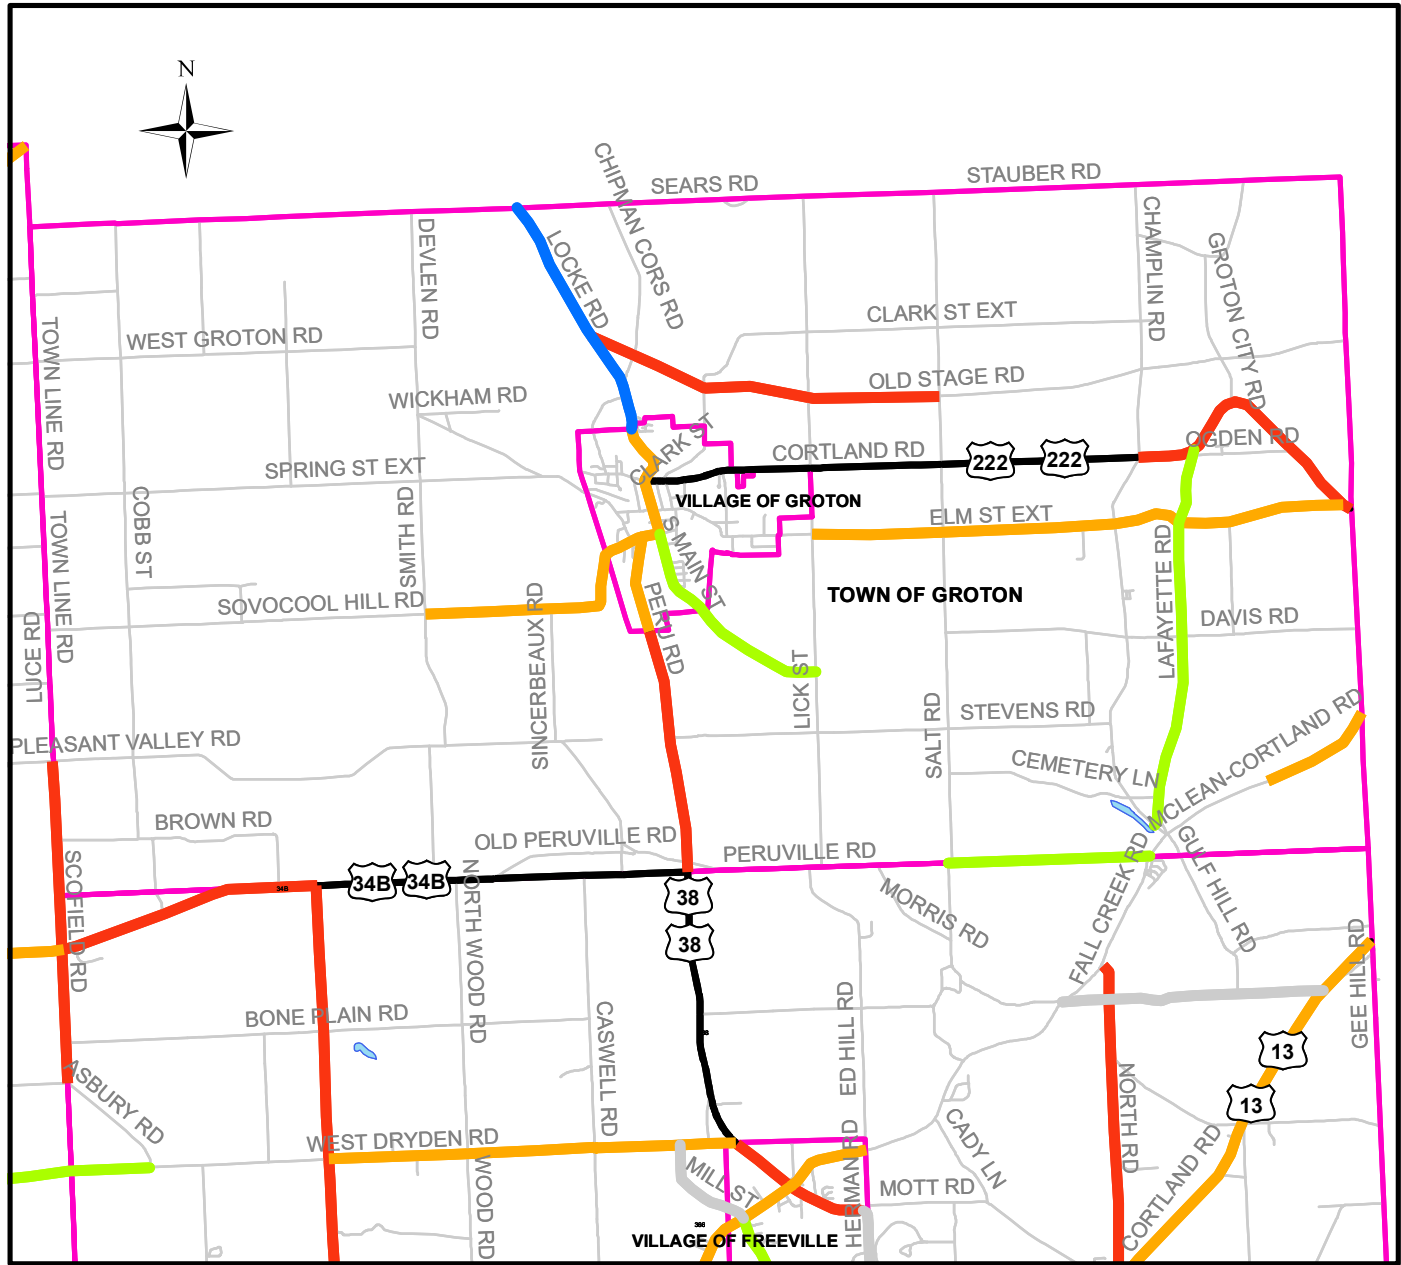 N
SEARS RD
STAUBER RD
CHIPMAN CORS RD
LOCKE RD
DEVLEN RD
CHAMPLIN RD
GROTON CITY RD
TOWN LINE RD
WEST GROTON RD
CLARK ST EXT
OLD STAGE RD
WICKHAM RD
CLARK ST
CORTLAND RD
222
222
OGDEN RD
SPRING ST EXT
VILLAGE OF GROTON
COBB ST
SMITH RD
ELM ST EXT
S MAIN ST
TOWN LINE RD
LAFAYETTE RD
TOWN OF GROTON
SOVOCOOL HILL RD
SINCERBEAUX RD
PERU RD
DAVIS RD
LUCE RD
LICK ST
SALT RD
STEVENS RD
PLEASANT VALLEY RD
CEMETERY LN
MCLEAN-CORTLAND RD
BROWN RD
OLD PERUVILLE RD
PERUVILLE RD
SCOFIELD RD
34B
34B
34B
NORTH WOOD RD
38
38
MORRIS RD
FALL CREEK RD
GULF HILL RD
GEE HILL RD
BONE PLAIN RD
CASWELL RD
38
ED HILL RD
13
13
ASBURY RD
NORTH RD
WEST DRYDEN RD
WOOD RD
MILL ST
HERMAN RD
CADY LN
MOTT RD
CORTLAND RD
366
VILLAGE OF FREEVILLE